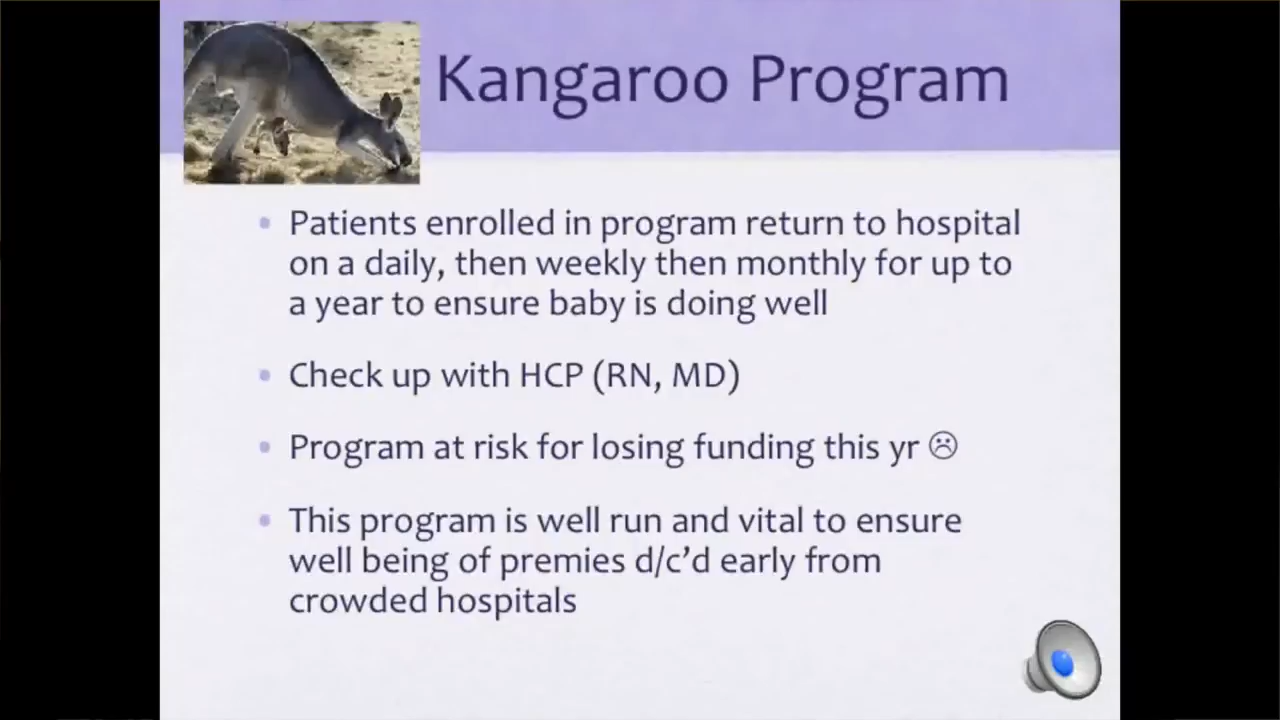 Kangaroo Program
• Patients enrolled in program return to hospital
on a daily, then weekly then monthly for up to
a year to ensure baby is doing well
• Check up with HCP (RN, MD)
• Program at risk for losing funding this yr ☹
• This program is well run and vital to ensure
well being of premies d/c’d early from
crowded hospitals